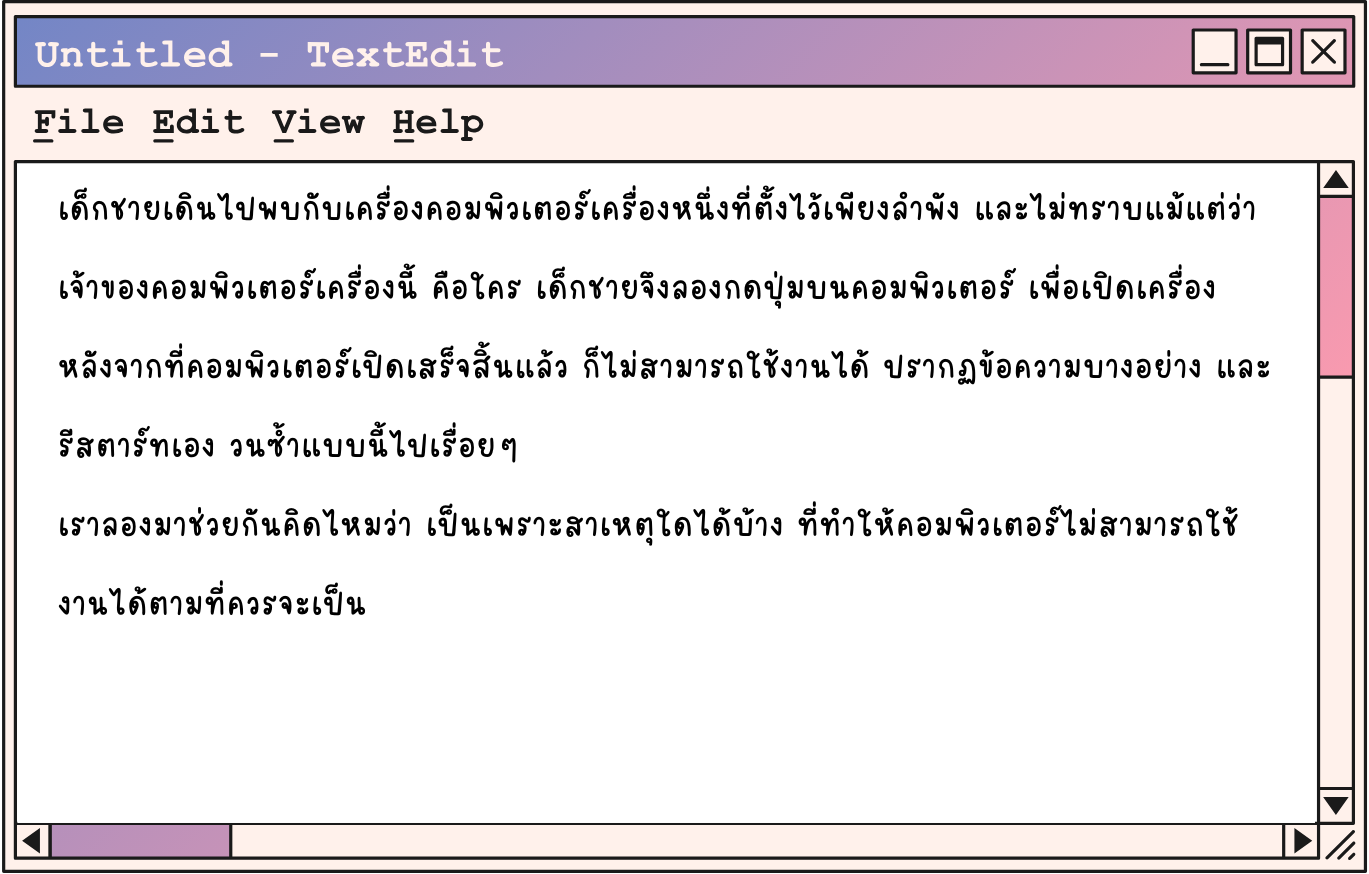 Untitled - TextEdit
File Edit View Help
เด็กชายเดินไปพบกับเครื่องคอมพิวเตอร์เครื่องหนึ่งที่ตั้งไว้เพียงลำพัง และไม่ทราบแม้แต่ว่า
เจ้าของคอมพิวเตอร์เครื่องนี้ คือใคร เด็กชายจึงลองกดปุ่มบนคอมพิวเตอร์ เพื่อเปิดเครื่อง
หลังจากที่คอมพิวเตอร์เปิดเสร็จสิ้นแล้ว ก็ไม่สามารถใช้งานได้ ปรากฏข้อความบางอย่าง และ
รีสตาร์ทเอง วนซ้ำแบบนี้ไปเรื่อยๆ
เราลองมาช่วยกันคิดไหมว่า เป็นเพราะสาเหตุใดได้บ้าง ที่ทำให้คอมพิวเตอร์ไม่สามารถใช้
งานได้ตามที่ควรจะเป็น